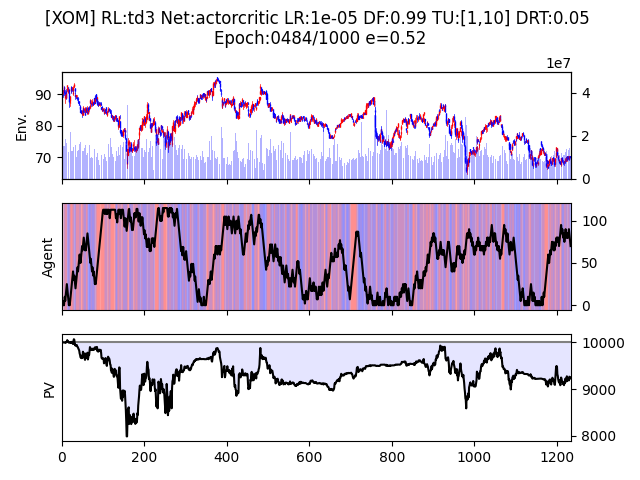 [XOM] RL:td3 Net:actorcritic LR:1e-05 DF:0.99 TU:[1,10] DRT:0.05
Epoch:0484/1000 e=0.52
1e7
Env.
90
80
70
4
2
0
Agent
100
50
0
PV
10000
9000
8000
0 200 400 600 800 1000 1200